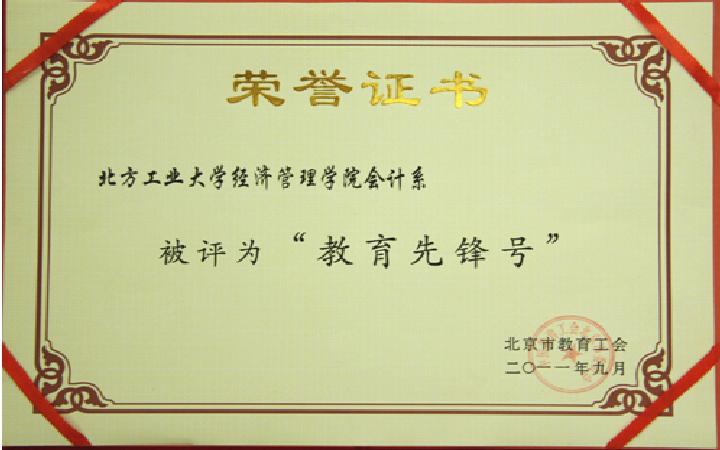 荣誉证书
北方工业大学经济管理学院会计系
被评为“教育先锋号”
北京市教育工会
二〇一一年九月